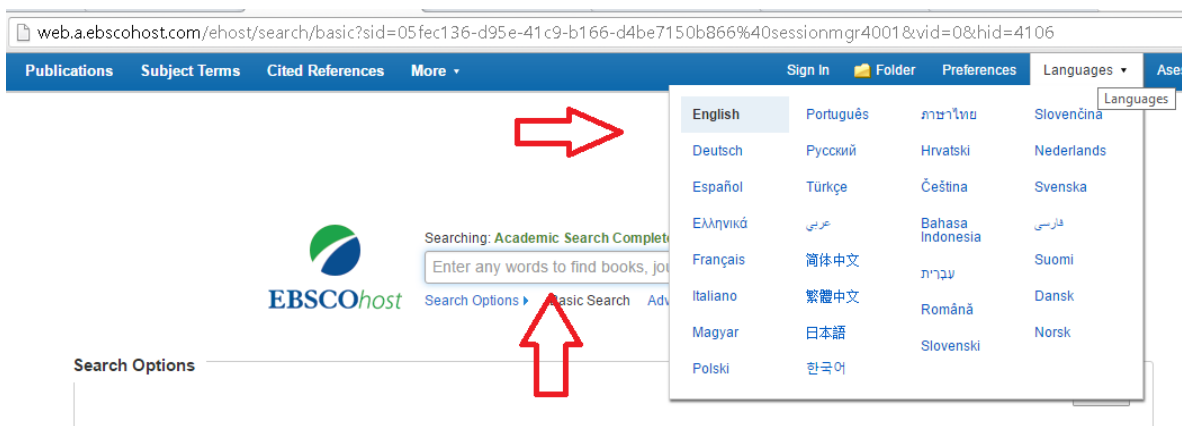 web.a.ebscohost.com/ehost/search/basic?sid=05fec136-d95e-41c9-b166-d4be7150b866%40sessionmgr4001&vid=0&hid=4106
Publications Subject Terms Cited References More Sign In Folder Preferences Languages
Languages
English Português ภาษาไทย Slovenčina
Deutsch Русский Hrvatski Nederlands
Español Türkçe Čeština Svenska
Ελληνικά عربي Bahasa Indonesia فارسی
Français 简体中文 עברית Suomi
Italiano 繁體中文 Română Dansk
Magyar 日本語 Slovenski Norsk
Polski 한국어
Searching: Academic Search Complete
Enter any words to find books,
EBSCOhost
Search Options Basic Search
Search Options